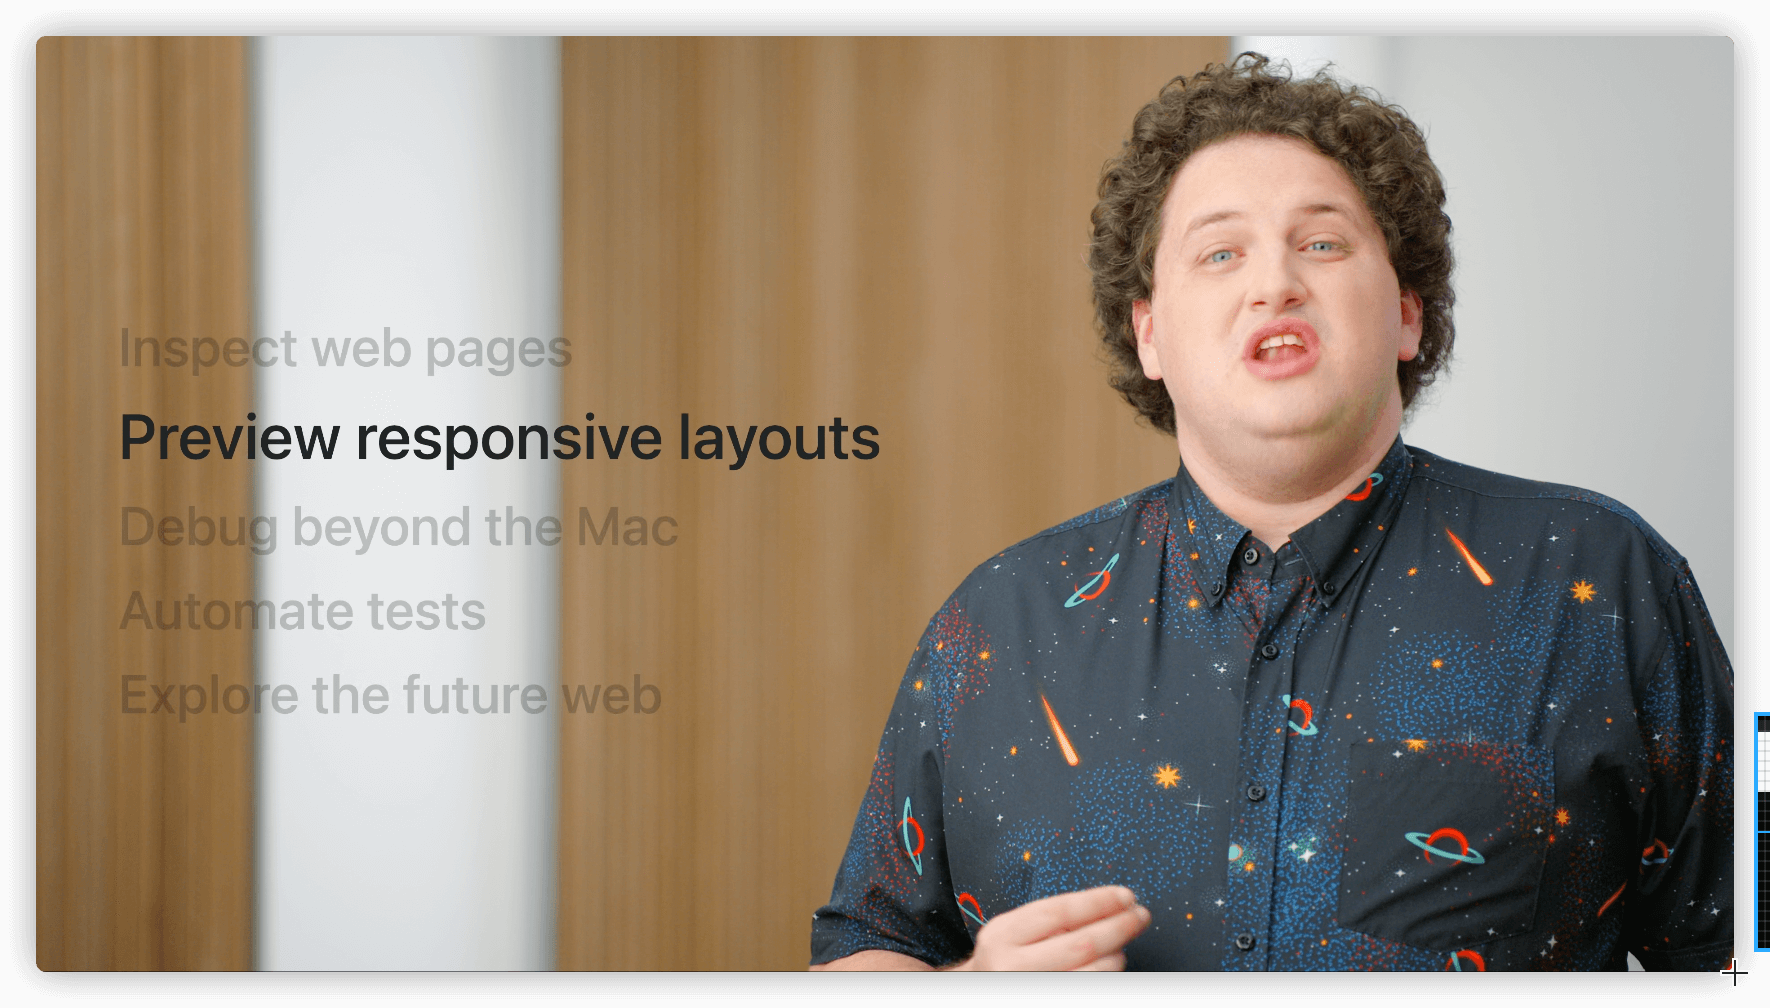 Inspect web pages
Preview responsive layouts
Debug beyond the Mac
Automate tests
Explore the future web